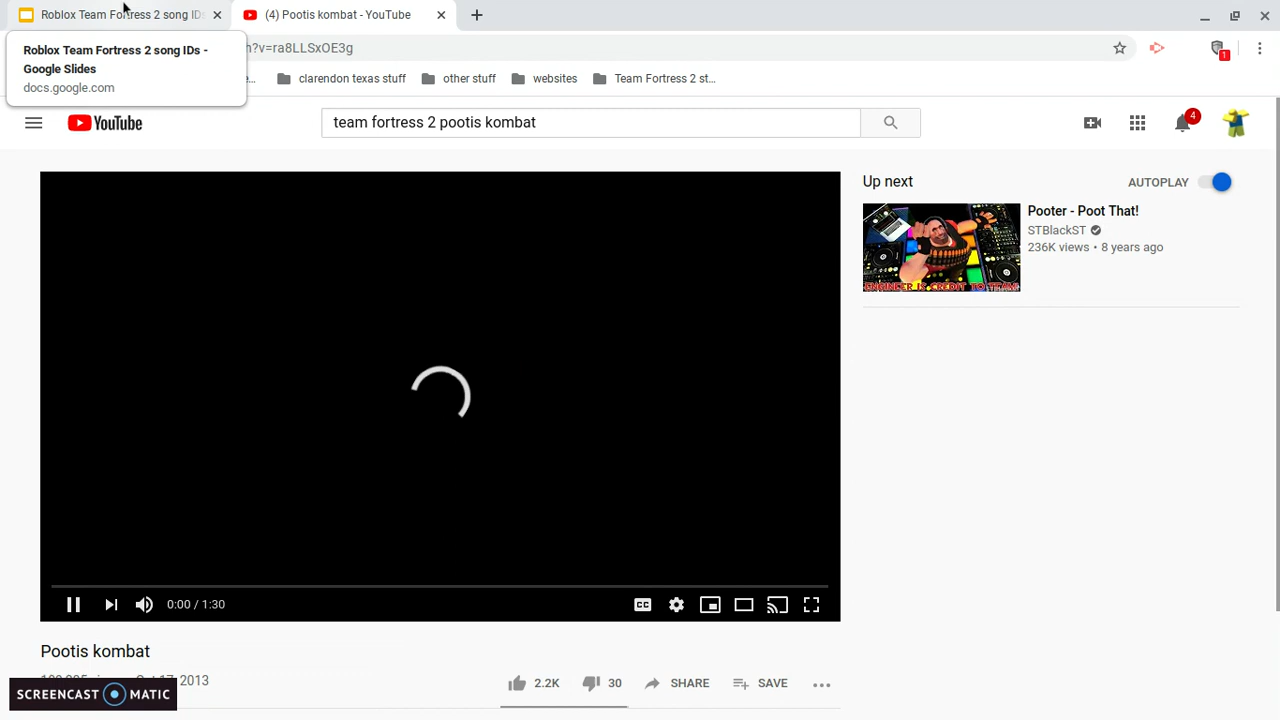 Roblox Team Fortress 2 song IDs
(4) Pootis kombat - YouTube
Roblox Team Fortress 2 song IDs -
Google Slides
docs.google.com
?v=ra8LLSxOE3g
1
clarendon texas stuff
other stuff
websites
Team Fortress 2 st...
YouTube
team fortress 2 pootis kombat
4
Up next
AUTOPLAY
Pooter - Poot That!
STBlackST
236K views • 8 years ago
ENGINEER IS CREDIT TO TEAM!
0:00 / 1:30
CC
Pootis kombat
2013
2.2K
30
SHARE
SAVE
SCREENCAST MATIC